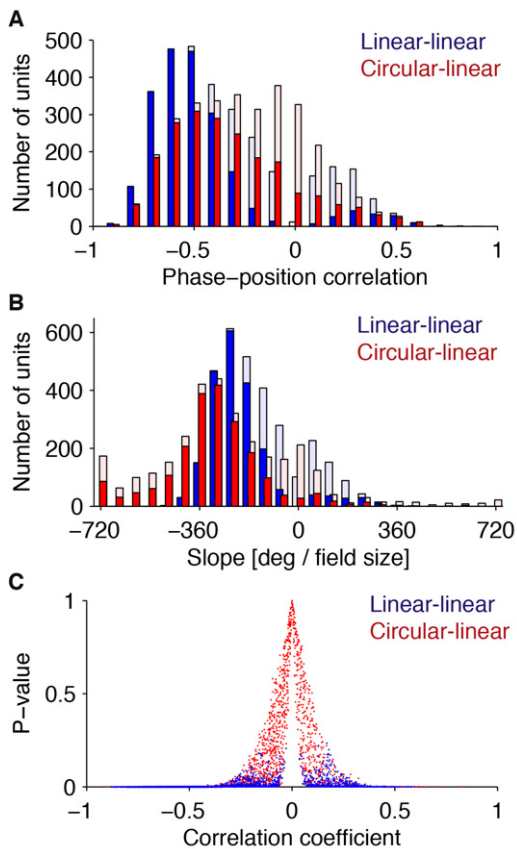 A
Linear-linear
Circular-linear
Number of units
500
400
300
200
100
0
−1
−0.5
0
0.5
1
Phase−position correlation
B
Linear-linear
Circular-linear
Number of units
600
400
200
0
−720
−360
0
360
720
Slope [deg / field size]
C
Linear-linear
Circular-linear
P−value
1
0.5
0
−1
−0.5
0
0.5
1
Correlation coefficient